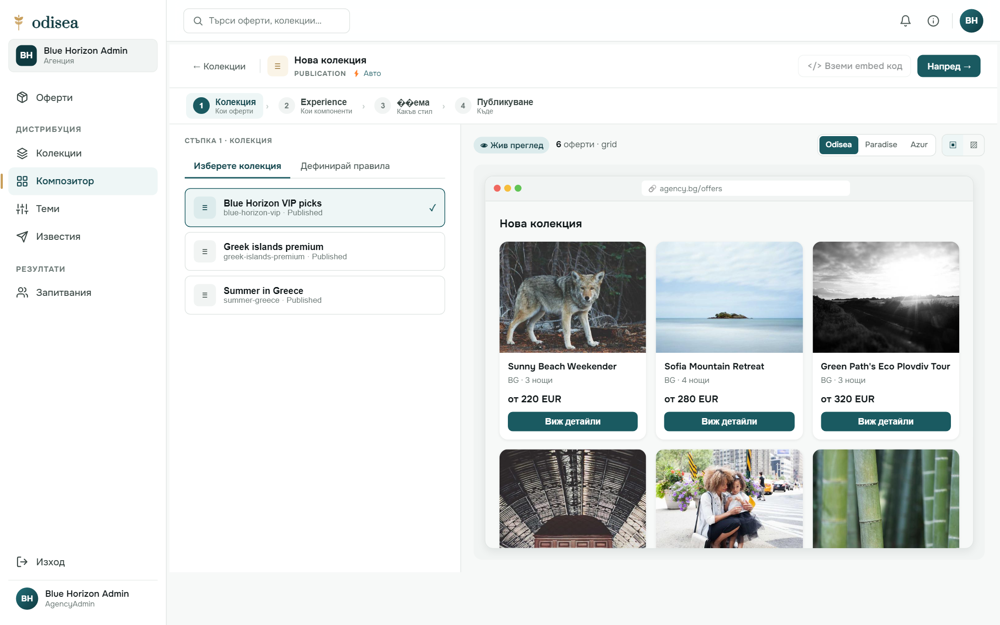 odisea
BH
Blue Horizon Admin
Агенция
Оферти
ДИСТРИБУЦИЯ
Колекции
Композитор
Теми
Известия
РЕЗУЛТАТИ
Запитвания
Изход
BH
Blue Horizon Admin
AgencyAdmin
Търси оферти, колекции...
BH
← Колекции
Нова колекция
PUBLICATION ⚡ Авто
</> Вземи embed код
Напред →
1 Колекция
Кои оферти
›
2 Experience
Кои компоненти
›
3 ��ема
Какъв стил
›
4 Публикуване
Къде
СТЪПКА 1 · КОЛЕКЦИЯ
Изберете колекция
Дефинирай правила
Blue Horizon VIP picks
blue-horizon-vip · Published
✓
Greek islands premium
greek-islands-premium · Published
Summer in Greece
summer-greece · Published
Жив преглед
6 оферти · grid
Odisea Paradise Azur
agency.bg/offers
Нова колекция
Sunny Beach Weekender
BG · 3 нощи
от 220 EUR
Виж детайли
Sofia Mountain Retreat
BG · 4 нощи
от 280 EUR
Виж детайли
Green Path's Eco Plovdiv Tour
BG · 3 нощи
от 320 EUR
Виж детайли